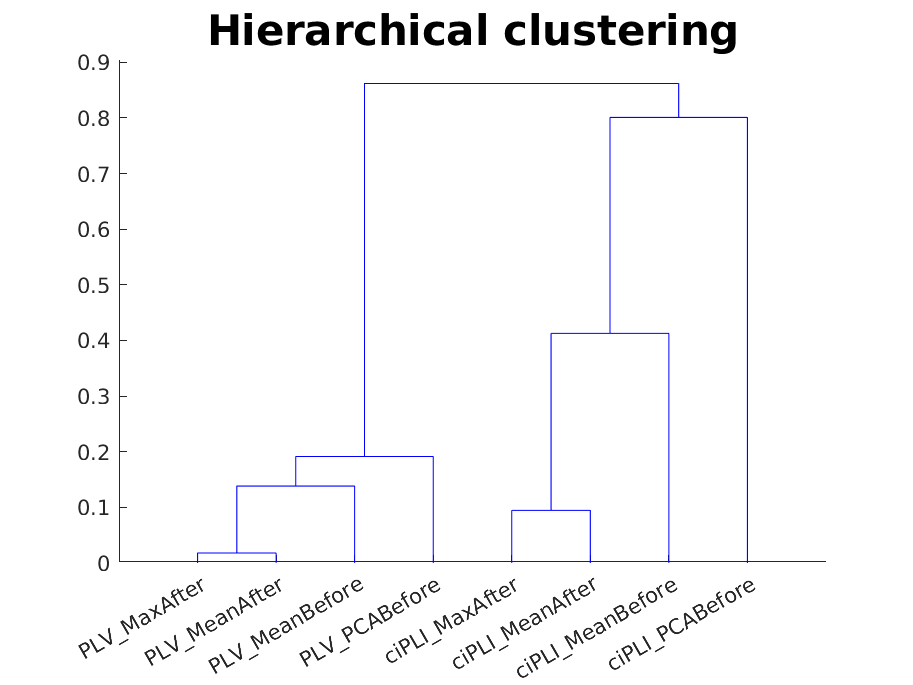 Hierarchical clustering
0.9
0.8
0.7
0.6
0.5
0.4
0.3
0.2
0.1
0
PLV_MaxAfter
PLV_MeanAfter
PLV_MeanBefore
PLV_PCABefore
ciPLI_MaxAfter
ciPLI_MeanAfter
ciPLI_MeanBefore
ciPLI_PCABefore